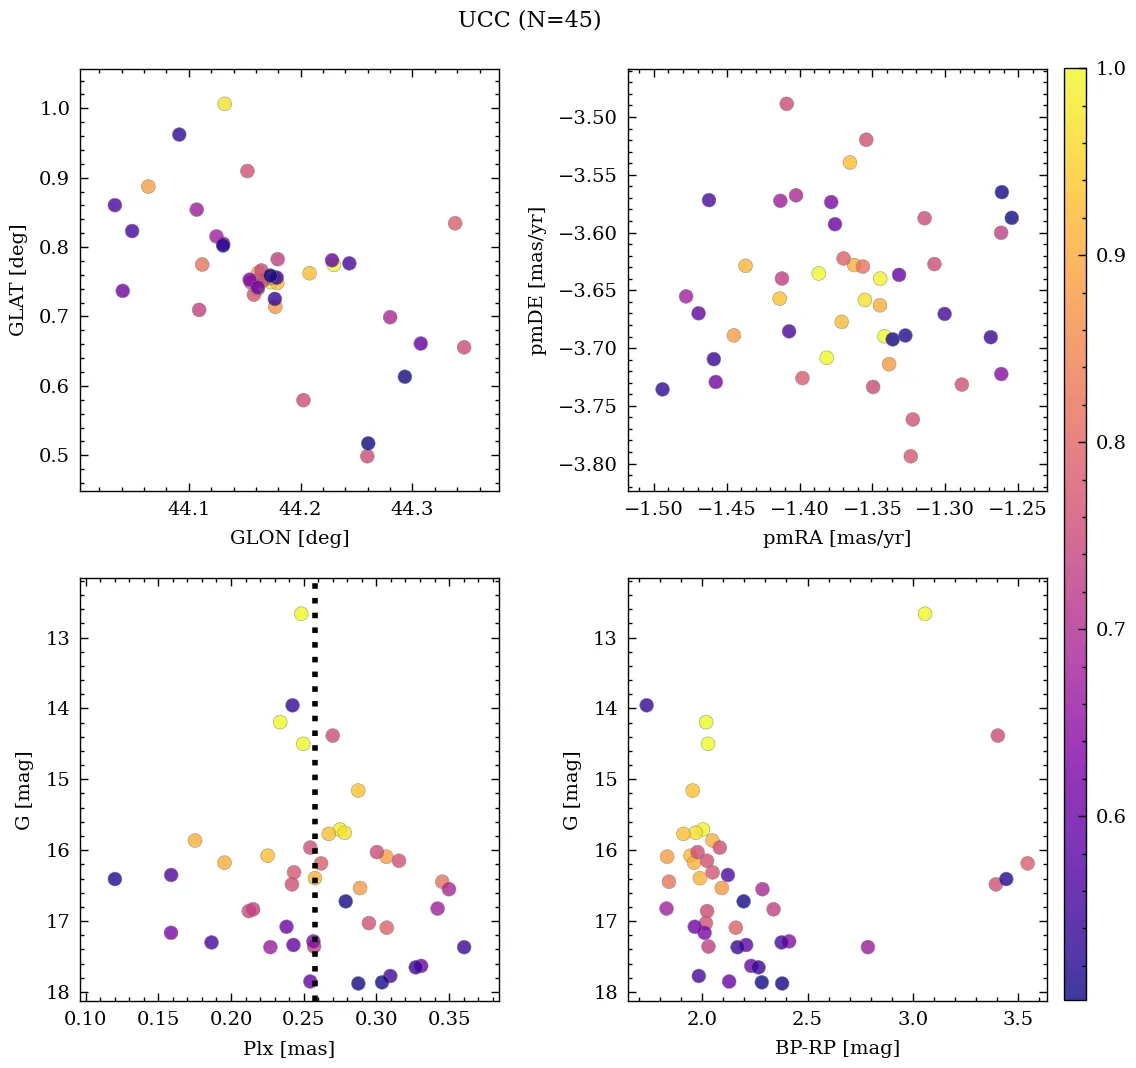 UCC (N=45)
1.0
0.9
0.8
0.7
0.6
0.5
GLAT [deg]
44.1 44.2 44.3
GLON [deg]
−3.50
−3.55
−3.60
−3.65
−3.70
−3.75
−3.80
pmDE [mas/yr]
−1.50 −1.45 −1.40 −1.35 −1.30 −1.25
pmRA [mas/yr]
13
14
15
16
17
18
G [mag]
0.10 0.15 0.20 0.25 0.30 0.35
Plx [mas]
13
14
15
16
17
18
G [mag]
2.0 2.5 3.0 3.5
BP-RP [mag]
1.0
0.9
0.8
0.7
0.6